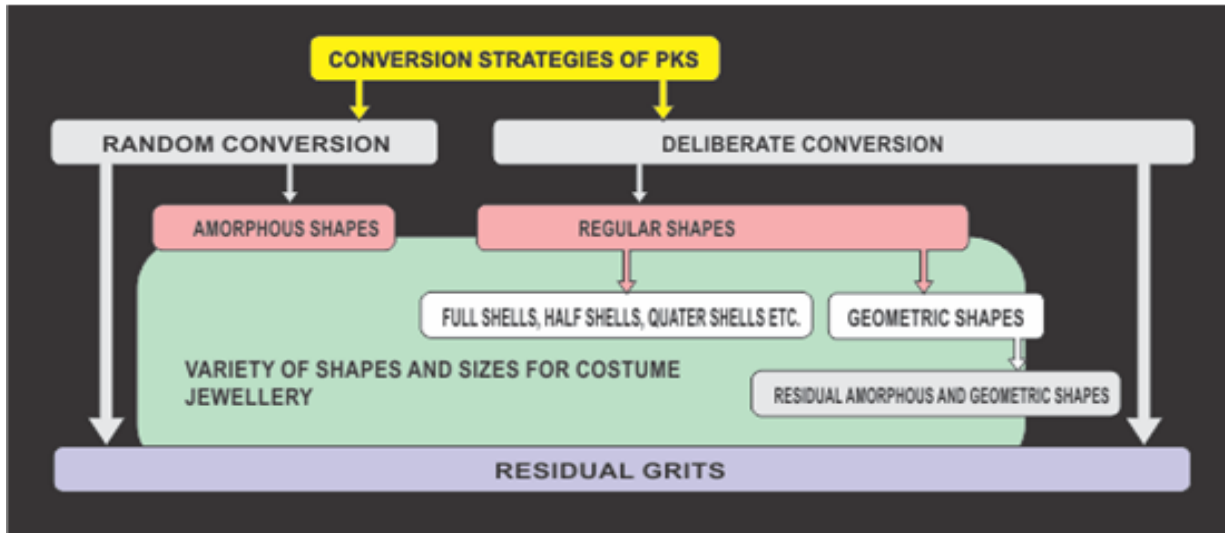 CONVERSION STRATEGIES OF PKS
RANDOM CONVERSION
DELIBERATE CONVERSION
AMORPHOUS SHAPES
REGULAR SHAPES
FULL SHELLS, HALF SHELLS, QUATER SHELLS ETC.
GEOMETRIC SHAPES
VARIETY OF SHAPES AND SIZES FOR COSTUME
JEWELLERY
RESIDUAL AMORPHOUS AND GEOMETRIC SHAPES
RESIDUAL GRITS